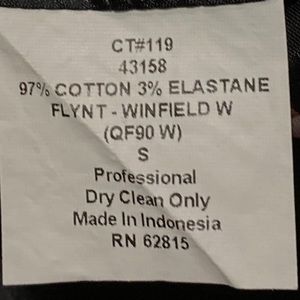 CT#119
43158
97% COTTON 3% ELASTANE
FLYNT - WINFIELD W
(QF90 W)
S
Professional
Dry Clean Only
Made In Indonesia
RN 62815